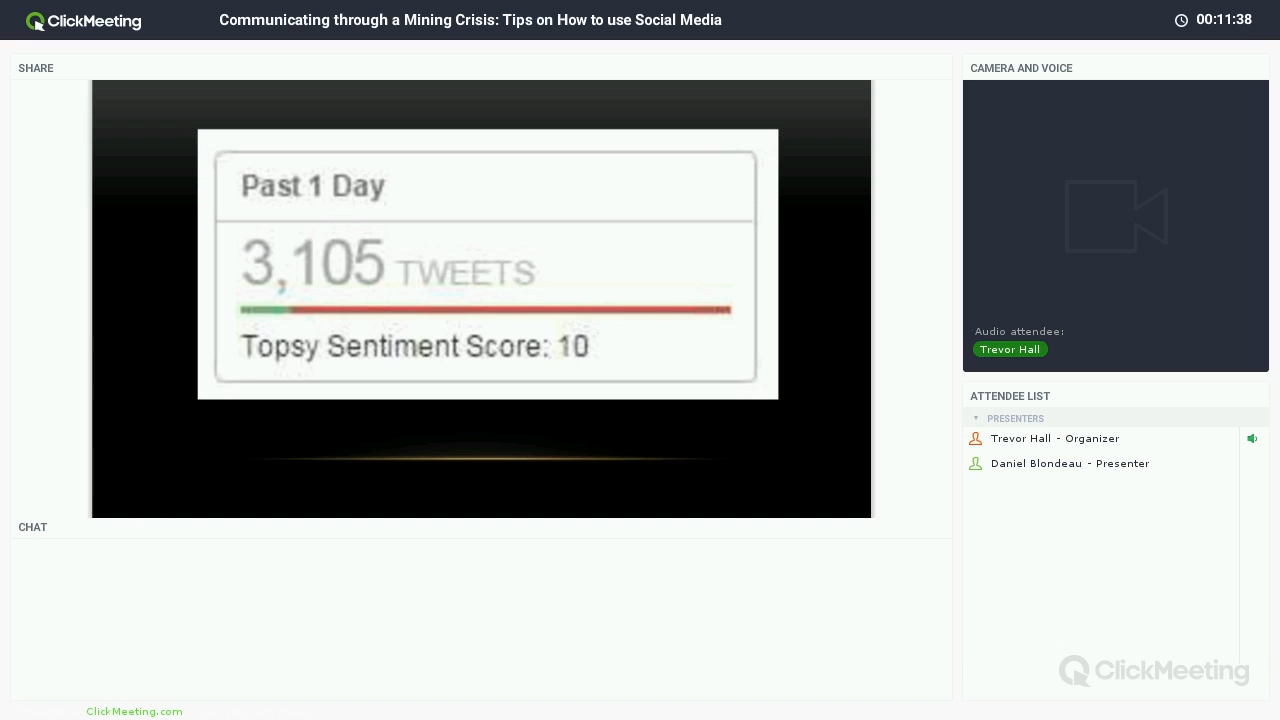 ClickMeeting
Communicating through a Mining Crisis: Tips on How to use Social Media
00:11:38
SHARE
Past 1 Day
3,105 TWEETS
Topsy Sentiment Score: 10
CHAT
CAMERA AND VOICE
Audio attendee:
Trevor Hall
ATTENDEE LIST
PRESENTERS
Trevor Hall - Organizer
Daniel Blondeau - Presenter
ClickMeeting
ClickMeeting.com